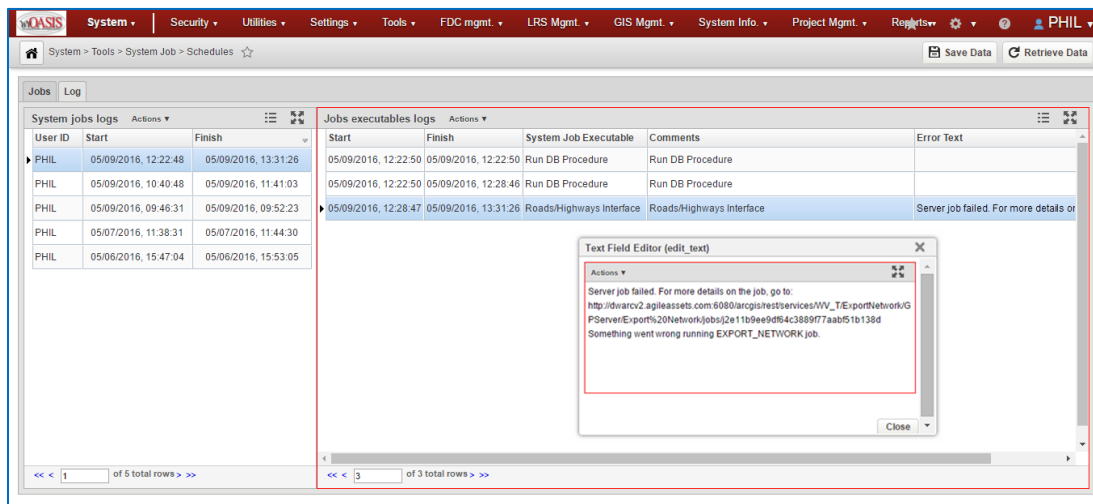 wvOASIS System Security Utilities Settings Tools FDC mgmt. LRS Mgmt. GIS Mgmt. System Info. Project Mgmt. Reports PHIL
System > Tools > System Job > Schedules Save Data Retrieve Data
Jobs Log
System jobs logs Actions Jobs executables logs Actions
User ID Start Finish Start Finish System Job Executable Comments Error Text
PHIL 05/09/2016, 12:22:48 05/09/2016, 13:31:26 05/09/2016, 12:22:50 05/09/2016, 12:22:50 Run DB Procedure Run DB Procedure
PHIL 05/09/2016, 10:40:48 05/09/2016, 11:41:03 05/09/2016, 12:22:50 05/09/2016, 12:28:46 Run DB Procedure Run DB Procedure
PHIL 05/09/2016, 09:46:31 05/09/2016, 09:52:23 05/09/2016, 12:28:47 05/09/2016, 13:31:26 Roads/Highways Interface Roads/Highways Interface Server job failed. For more details or
PHIL 05/07/2016, 11:38:31 05/07/2016, 11:44:30
PHIL 05/06/2016, 15:47:04 05/06/2016, 15:53:05
Text Field Editor (edit_text)
Actions
Server job failed. For more details on the job, go to:
http://dwarcv2.agileassets.com:6080/arcgis/rest/services/WV_T/ExportNetwork/G
PServer/Export%20Network/jobs/j2e11b9ee9df64c3889f77aabf51b138d
Something went wrong running EXPORT_NETWORK job.
Close
<< < 1 of 5 total rows > >> << < 3 of 3 total rows > >>